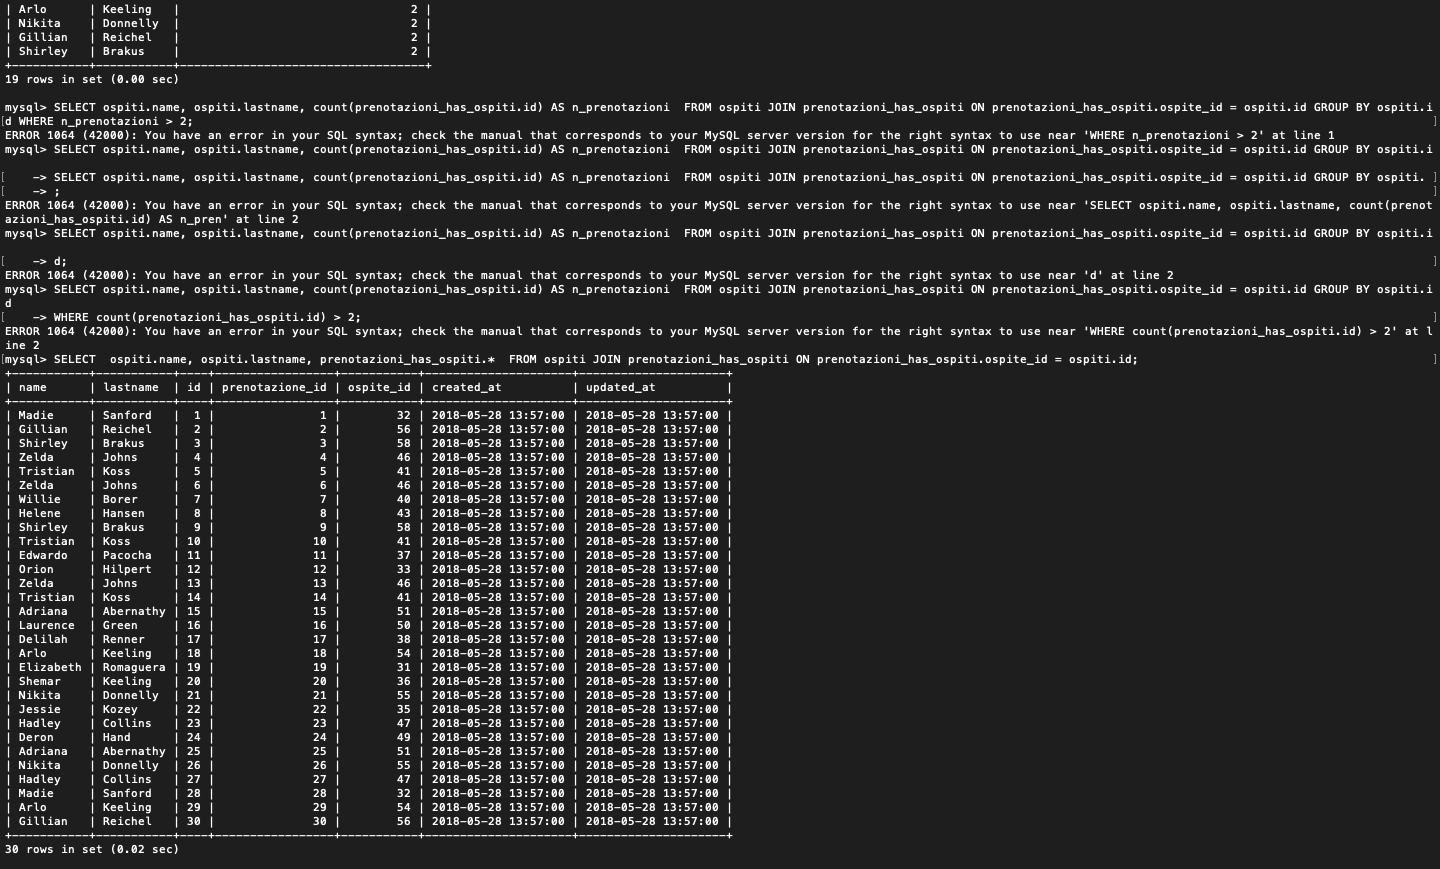 | Arlo      | Keeling   |                                 2 |
| Nikita    | Donnelly  |                                 2 |
| Gillian   | Reichel   |                                 2 |
| Shirley   | Brakus    |                                 2 |
+-----------+-----------+-----------------------------------+
19 rows in set (0.00 sec)

mysql> SELECT ospiti.name, ospiti.lastname, count(prenotazioni_has_ospiti.id) AS n_prenotazioni  FROM ospiti JOIN prenotazioni_has_ospiti ON prenotazioni_has_ospiti.ospite_id = ospiti.id GROUP BY ospiti.i
[d WHERE n_prenotazioni > 2; ]
ERROR 1064 (42000): You have an error in your SQL syntax; check the manual that corresponds to your MySQL server version for the right syntax to use near 'WHERE n_prenotazioni > 2' at line 1
mysql> SELECT ospiti.name, ospiti.lastname, count(prenotazioni_has_ospiti.id) AS n_prenotazioni  FROM ospiti JOIN prenotazioni_has_ospiti ON prenotazioni_has_ospiti.ospite_id = ospiti.id GROUP BY ospiti.i

[    -> SELECT ospiti.name, ospiti.lastname, count(prenotazioni_has_ospiti.id) AS n_prenotazioni  FROM ospiti JOIN prenotazioni_has_ospiti ON prenotazioni_has_ospiti.ospite_id = ospiti.id GROUP BY ospiti. ]
[    -> ; ]
ERROR 1064 (42000): You have an error in your SQL syntax; check the manual that corresponds to your MySQL server version for the right syntax to use near 'SELECT ospiti.name, ospiti.lastname, count(prenot
azioni_has_ospiti.id) AS n_pren' at line 2
mysql> SELECT ospiti.name, ospiti.lastname, count(prenotazioni_has_ospiti.id) AS n_prenotazioni  FROM ospiti JOIN prenotazioni_has_ospiti ON prenotazioni_has_ospiti.ospite_id = ospiti.id GROUP BY ospiti.i

[    -> d; ]
ERROR 1064 (42000): You have an error in your SQL syntax; check the manual that corresponds to your MySQL server version for the right syntax to use near 'd' at line 2
mysql> SELECT ospiti.name, ospiti.lastname, count(prenotazioni_has_ospiti.id) AS n_prenotazioni  FROM ospiti JOIN prenotazioni_has_ospiti ON prenotazioni_has_ospiti.ospite_id = ospiti.id GROUP BY ospiti.i
d
[    -> WHERE count(prenotazioni_has_ospiti.id) > 2; ]
ERROR 1064 (42000): You have an error in your SQL syntax; check the manual that corresponds to your MySQL server version for the right syntax to use near 'WHERE count(prenotazioni_has_ospiti.id) > 2' at l
ine 2
[mysql> SELECT  ospiti.name, ospiti.lastname, prenotazioni_has_ospiti.*  FROM ospiti JOIN prenotazioni_has_ospiti ON prenotazioni_has_ospiti.ospite_id = ospiti.id; ]
+-----------+-----------+----+----------------+-----------+---------------------+---------------------+
| name      | lastname  | id | prenotazione_id | ospite_id | created_at          | updated_at          |
+-----------+-----------+----+----------------+-----------+---------------------+---------------------+
| Madie     | Sanford   |  1 |               1 |        32 | 2018-05-28 13:57:00 | 2018-05-28 13:57:00 |
| Gillian   | Reichel   |  2 |               2 |        56 | 2018-05-28 13:57:00 | 2018-05-28 13:57:00 |
| Shirley   | Brakus    |  3 |               3 |        58 | 2018-05-28 13:57:00 | 2018-05-28 13:57:00 |
| Zelda     | Johns     |  4 |               4 |        46 | 2018-05-28 13:57:00 | 2018-05-28 13:57:00 |
| Tristian  | Koss      |  5 |               5 |        41 | 2018-05-28 13:57:00 | 2018-05-28 13:57:00 |
| Zelda     | Johns     |  6 |               6 |        46 | 2018-05-28 13:57:00 | 2018-05-28 13:57:00 |
| Willie    | Borer     |  7 |               7 |        40 | 2018-05-28 13:57:00 | 2018-05-28 13:57:00 |
| Helene    | Hansen    |  8 |               8 |        43 | 2018-05-28 13:57:00 | 2018-05-28 13:57:00 |
| Shirley   | Brakus    |  9 |               9 |        58 | 2018-05-28 13:57:00 | 2018-05-28 13:57:00 |
| Tristian  | Koss      | 10 |              10 |        41 | 2018-05-28 13:57:00 | 2018-05-28 13:57:00 |
| Edwardo   | Pacocha   | 11 |              11 |        37 | 2018-05-28 13:57:00 | 2018-05-28 13:57:00 |
| Orion     | Hilpert   | 12 |              12 |        33 | 2018-05-28 13:57:00 | 2018-05-28 13:57:00 |
| Zelda     | Johns     | 13 |              13 |        46 | 2018-05-28 13:57:00 | 2018-05-28 13:57:00 |
| Tristian  | Koss      | 14 |              14 |        41 | 2018-05-28 13:57:00 | 2018-05-28 13:57:00 |
| Adriana   | Abernathy | 15 |              15 |        51 | 2018-05-28 13:57:00 | 2018-05-28 13:57:00 |
| Laurence  | Green     | 16 |              16 |        50 | 2018-05-28 13:57:00 | 2018-05-28 13:57:00 |
| Delilah   | Renner    | 17 |              17 |        38 | 2018-05-28 13:57:00 | 2018-05-28 13:57:00 |
| Arlo      | Keeling   | 18 |              18 |        54 | 2018-05-28 13:57:00 | 2018-05-28 13:57:00 |
| Elizabeth | Romaguera | 19 |              19 |        31 | 2018-05-28 13:57:00 | 2018-05-28 13:57:00 |
| Shemar    | Keeling   | 20 |              20 |        36 | 2018-05-28 13:57:00 | 2018-05-28 13:57:00 |
| Nikita    | Donnelly  | 21 |              21 |        55 | 2018-05-28 13:57:00 | 2018-05-28 13:57:00 |
| Jessie    | Kozey     | 22 |              22 |        35 | 2018-05-28 13:57:00 | 2018-05-28 13:57:00 |
| Hadley    | Collins   | 23 |              23 |        47 | 2018-05-28 13:57:00 | 2018-05-28 13:57:00 |
| Deron     | Hand      | 24 |              24 |        49 | 2018-05-28 13:57:00 | 2018-05-28 13:57:00 |
| Adriana   | Abernathy | 25 |              25 |        51 | 2018-05-28 13:57:00 | 2018-05-28 13:57:00 |
| Nikita    | Donnelly  | 26 |              26 |        55 | 2018-05-28 13:57:00 | 2018-05-28 13:57:00 |
| Hadley    | Collins   | 27 |              27 |        47 | 2018-05-28 13:57:00 | 2018-05-28 13:57:00 |
| Madie     | Sanford   | 28 |              28 |        32 | 2018-05-28 13:57:00 | 2018-05-28 13:57:00 |
| Arlo      | Keeling   | 29 |              29 |        54 | 2018-05-28 13:57:00 | 2018-05-28 13:57:00 |
| Gillian   | Reichel   | 30 |              30 |        56 | 2018-05-28 13:57:00 | 2018-05-28 13:57:00 |
+-----------+-----------+----+----------------+-----------+---------------------+---------------------+
30 rows in set (0.02 sec)